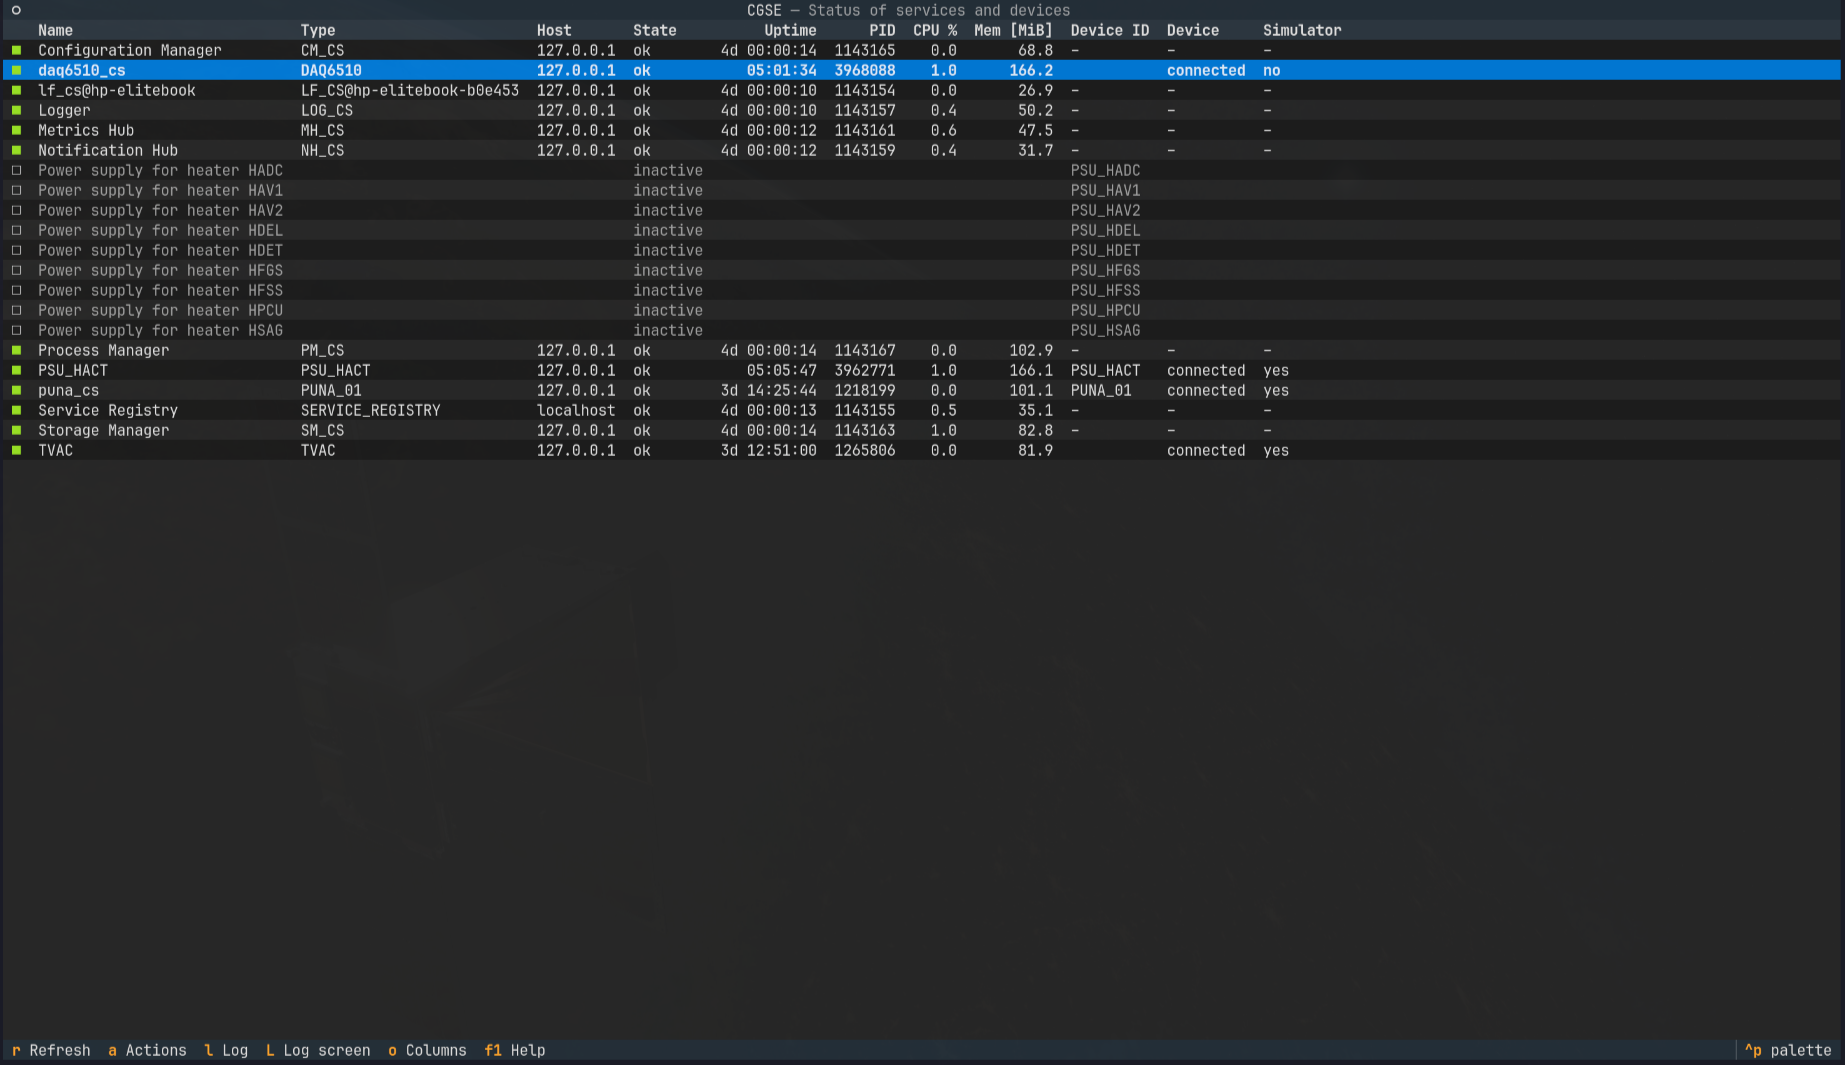 CGSE — Status of services and devices
Name Type Host State Uptime PID CPU % Mem [MiB] Device ID Device Simulator
Configuration Manager CM_CS 127.0.0.1 ok 4d 00:00:14 1143165 0.0 68.8 – – –
daq6510_cs DAQ6510 127.0.0.1 ok 05:01:34 3968088 1.0 166.2 connected no
lf_cs@hp-elitebook LF_CS@hp-elitebook-b0e453 127.0.0.1 ok 4d 00:00:10 1143154 0.0 26.9 – – –
Logger LOG_CS 127.0.0.1 ok 4d 00:00:10 1143157 0.4 50.2 – – –
Metrics Hub MH_CS 127.0.0.1 ok 4d 00:00:12 1143161 0.6 47.5 – – –
Notification Hub NH_CS 127.0.0.1 ok 4d 00:00:12 1143159 0.4 31.7 – – –
Power supply for heater HADC inactive PSU_HADC
Power supply for heater HAV1 inactive PSU_HAV1
Power supply for heater HAV2 inactive PSU_HAV2
Power supply for heater HDEL inactive PSU_HDEL
Power supply for heater HDET inactive PSU_HDET
Power supply for heater HFGS inactive PSU_HFGS
Power supply for heater HFSS inactive PSU_HFSS
Power supply for heater HPCU inactive PSU_HPCU
Power supply for heater HSAG inactive PSU_HSAG
Process Manager PM_CS 127.0.0.1 ok 4d 00:00:14 1143167 0.0 102.9 – – –
PSU_HACT PSU_HACT 127.0.0.1 ok 05:05:47 3962771 1.0 166.1 PSU_HACT connected yes
puna_cs PUNA_01 127.0.0.1 ok 3d 14:25:44 1218199 0.0 101.1 PUNA_01 connected yes
Service Registry SERVICE_REGISTRY localhost ok 4d 00:00:13 1143155 0.5 35.1 – – –
Storage Manager SM_CS 127.0.0.1 ok 4d 00:00:14 1143163 1.0 82.8 – – –
TVAC TVAC 127.0.0.1 ok 3d 12:51:00 1265806 0.0 81.9 connected yes
r Refresh a Actions l Log L Log screen o Columns f1 Help ^p palette